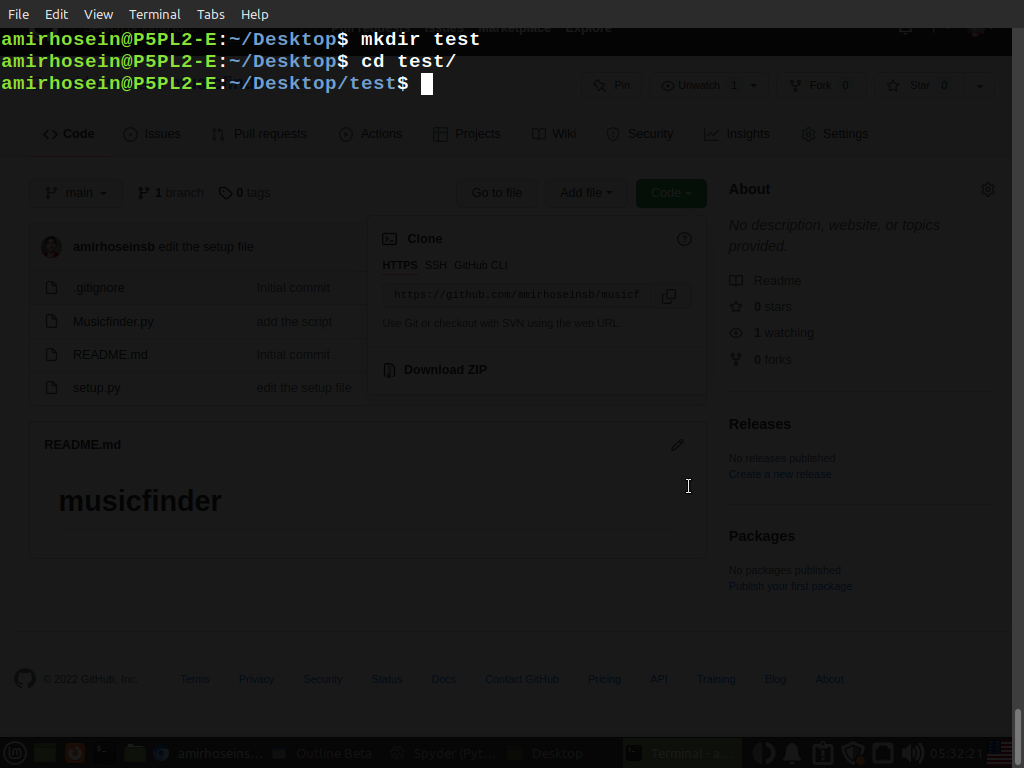 File Edit View Terminal Tabs Help
Marketplace Explore
amirhosein@P5PL2-E:~/Desktop$ mkdir test
amirhosein@P5PL2-E:~/Desktop$ cd test/
amirhosein@P5PL2-E:~/Desktop/test$
Pin Unwatch 1 Fork 0 Star 0
Code Issues Pull requests Actions Projects Wiki Security Insights Settings
main 1 branch 0 tags Go to file Add file Code
About
No description, website, or topics
provided.
amirhoseinsb edit the setup file
Clone
HTTPS SSH GitHub CLI
https://github.com/amirhoseinsb/musicf
Use Git or checkout with SVN using the web URL.
Download ZIP
.gitignore Initial commit
Musicfinder.py add the script
README.md Initial commit
setup.py edit the setup file
Readme
0 stars
1 watching
0 forks
Releases
No releases published
Create a new release
README.md
musicfinder
Packages
No packages published
Publish your first package
© 2022 GitHub, Inc. Terms Privacy Security Status Docs Contact GitHub Pricing API Training Blog About
amirhoseins... Outline Beta Spyder (Pyt... Desktop Terminal - a... 05:32:21